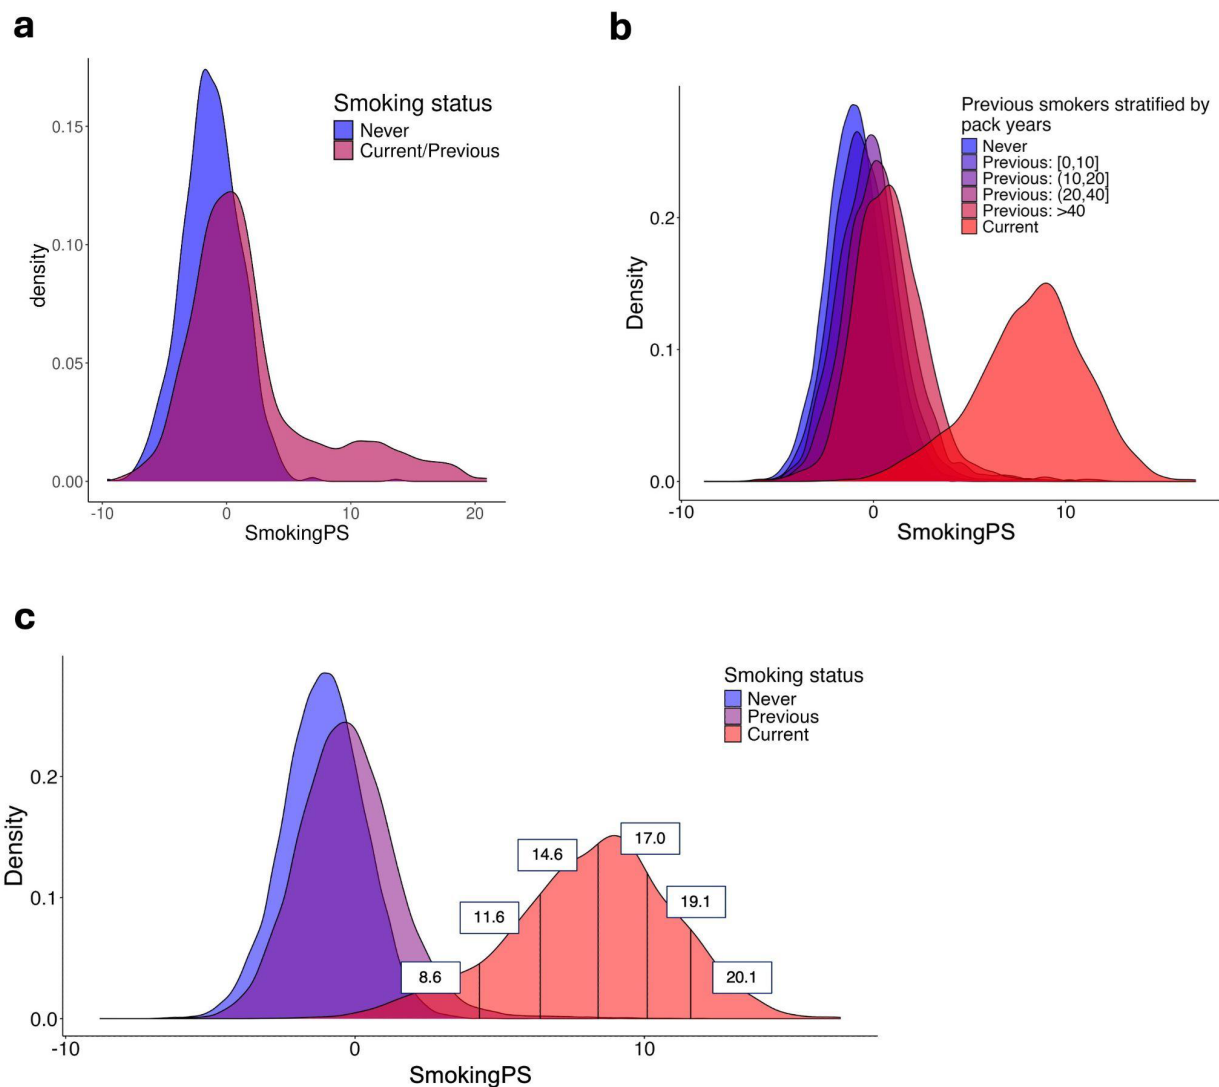 a
density
0.15
0.10
0.05
0.00
-10
0
10
20
SmokingPS
Smoking status
Never
Current/Previous
b
Density
0.2
0.1
0.0
-10
0
10
SmokingPS
Previous smokers stratified by
pack years
Never
Previous: [0,10]
Previous: (10,20]
Previous: (20,40]
Previous: >40
Current
c
Density
0.2
0.1
0.0
-10
0
10
SmokingPS
Smoking status
Never
Previous
Current
8.6
11.6
14.6
17.0
19.1
20.1